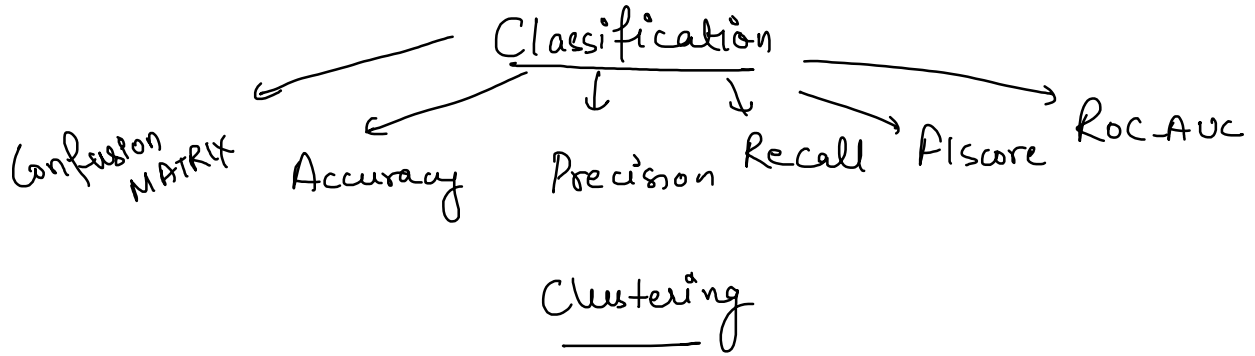 Classification
Confusion
MATRIX
Accuracy
Precision
Recall
F1score
ROC-AUC
Clustering